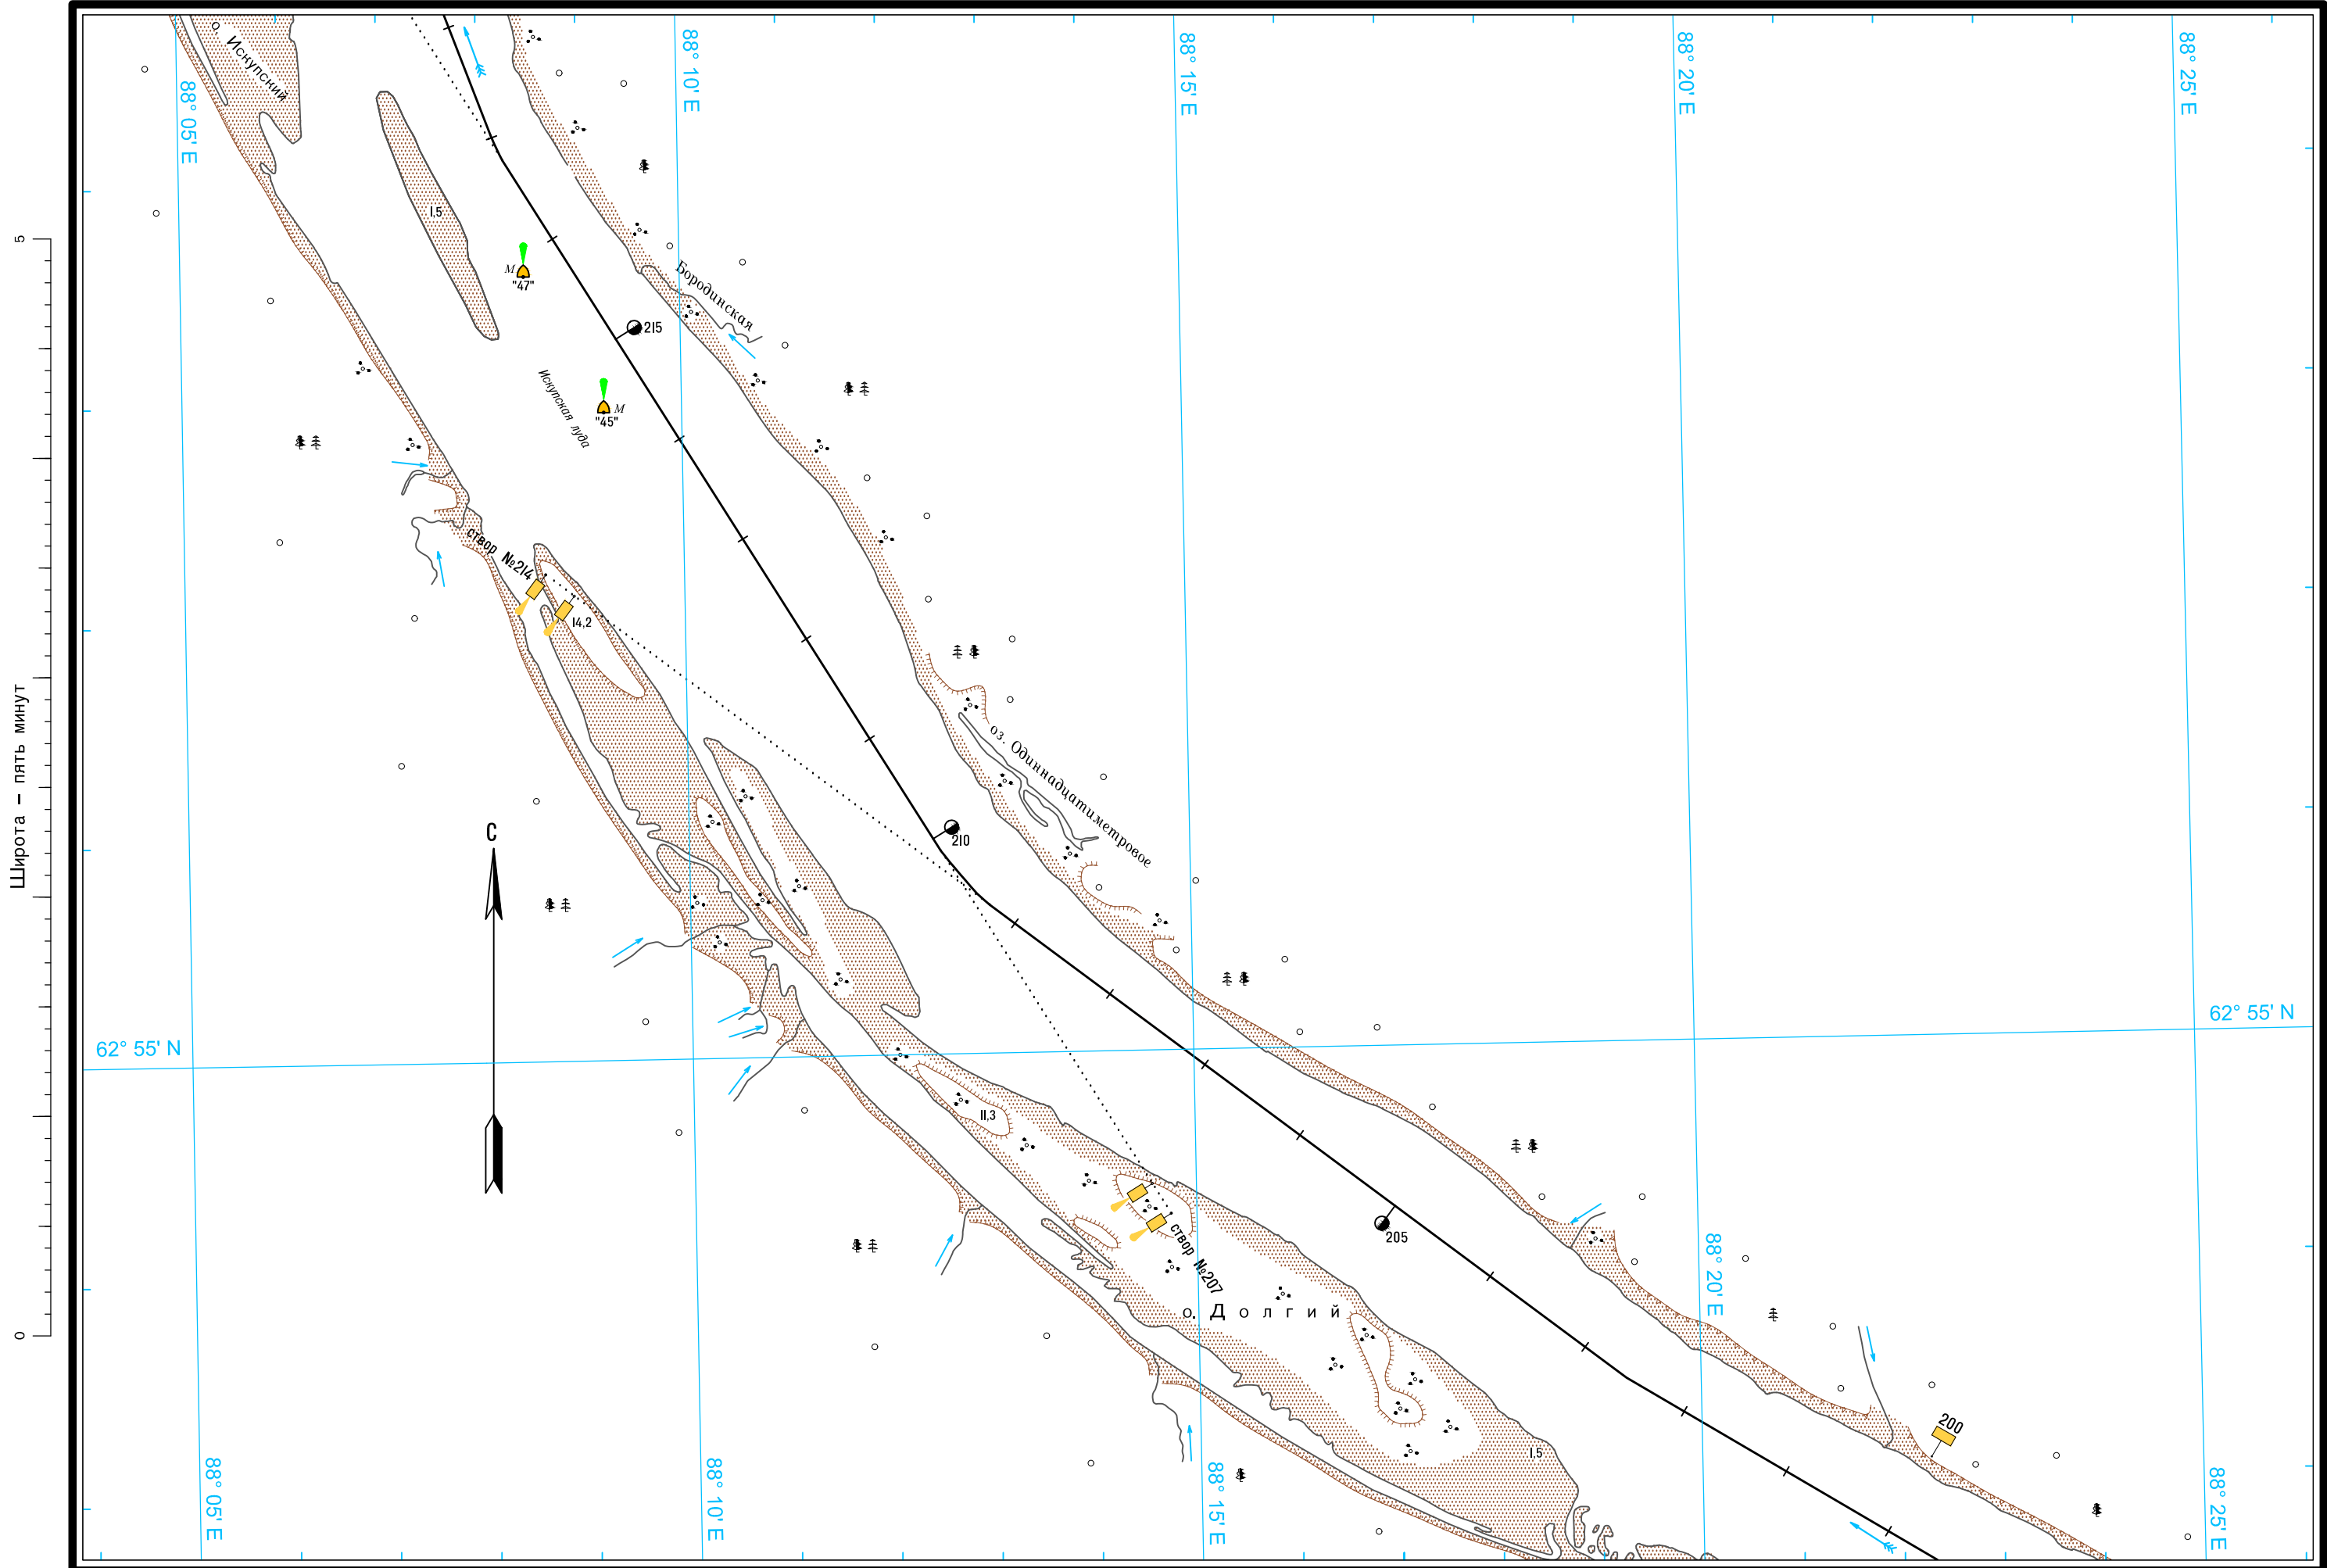 о. Искупский
88° 05' E
88° 10' E
88° 15' E
88° 20' E
88° 25' E
1,5
5
М
"47"
Бородинская
215
Искупская луда
М
"45"
створ №214
14,2
оз. Одиннадцатиметровое
Широта – пять минут
С
210
62° 55' N
62° 55' N
11,3
створ №207
205
88° 20' E
о. Долгий
0
200
1,5
88° 05' E
88° 10' E
88° 15' E
88° 25' E